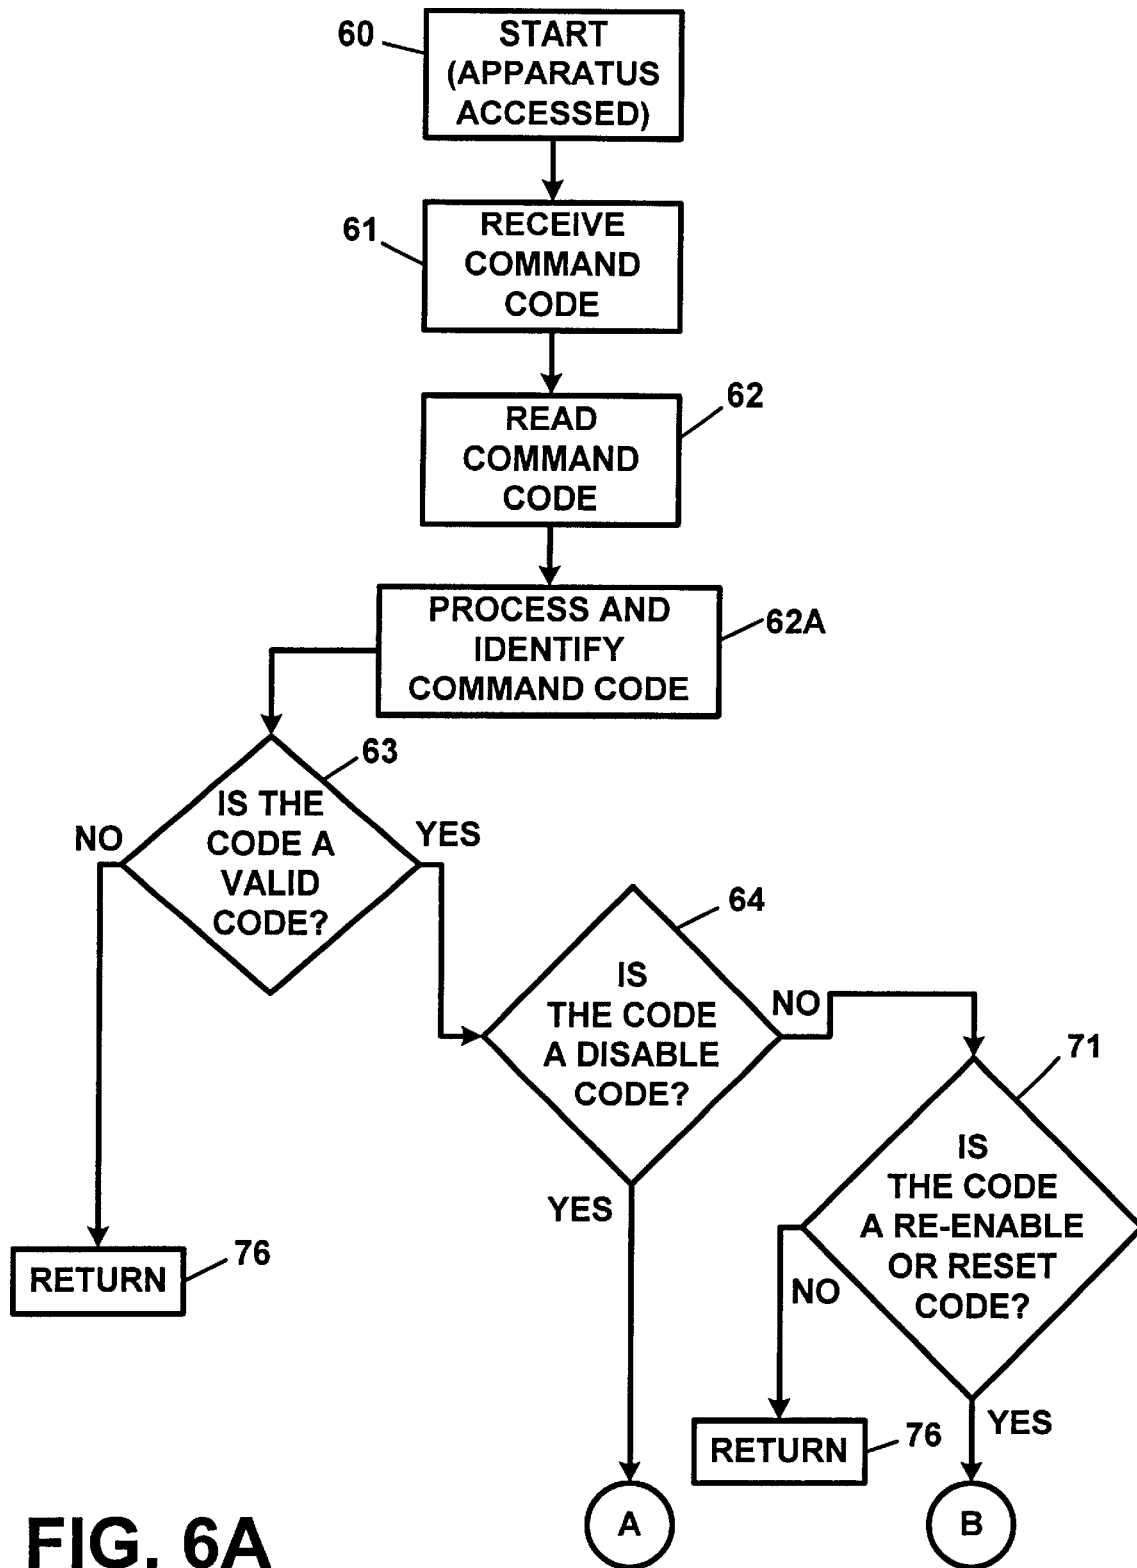 60
START
(APPARATUS
ACCESSED)
61
RECEIVE
COMMAND
CODE
62
READ
COMMAND
CODE
62A
PROCESS AND
IDENTIFY
COMMAND CODE
63
IS THE
CODE A
VALID
CODE?
NO
YES
64
IS
THE CODE
A DISABLE
CODE?
NO
YES
71
IS
THE CODE
A RE-ENABLE
OR RESET
CODE?
NO
YES
RETURN
76
RETURN
76
A
B
FIG. 6A